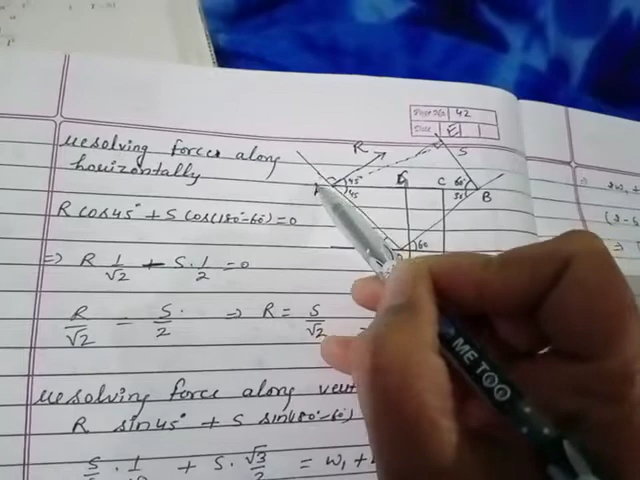 Page No. 42
Date
R
S
45°
45
C
60°
B
60
resolving forces along
horizontally
R cos45° + S cos(180°-60°) = 0
⇒ R 1/√2 - S. 1/2 = 0
R/√2 = S/2 ⇒ R = S/√2
resolving force along vert
R sin45° + S sin(180°-60°)
. 1 + S. √3/2 = w₁ +
ME TOO